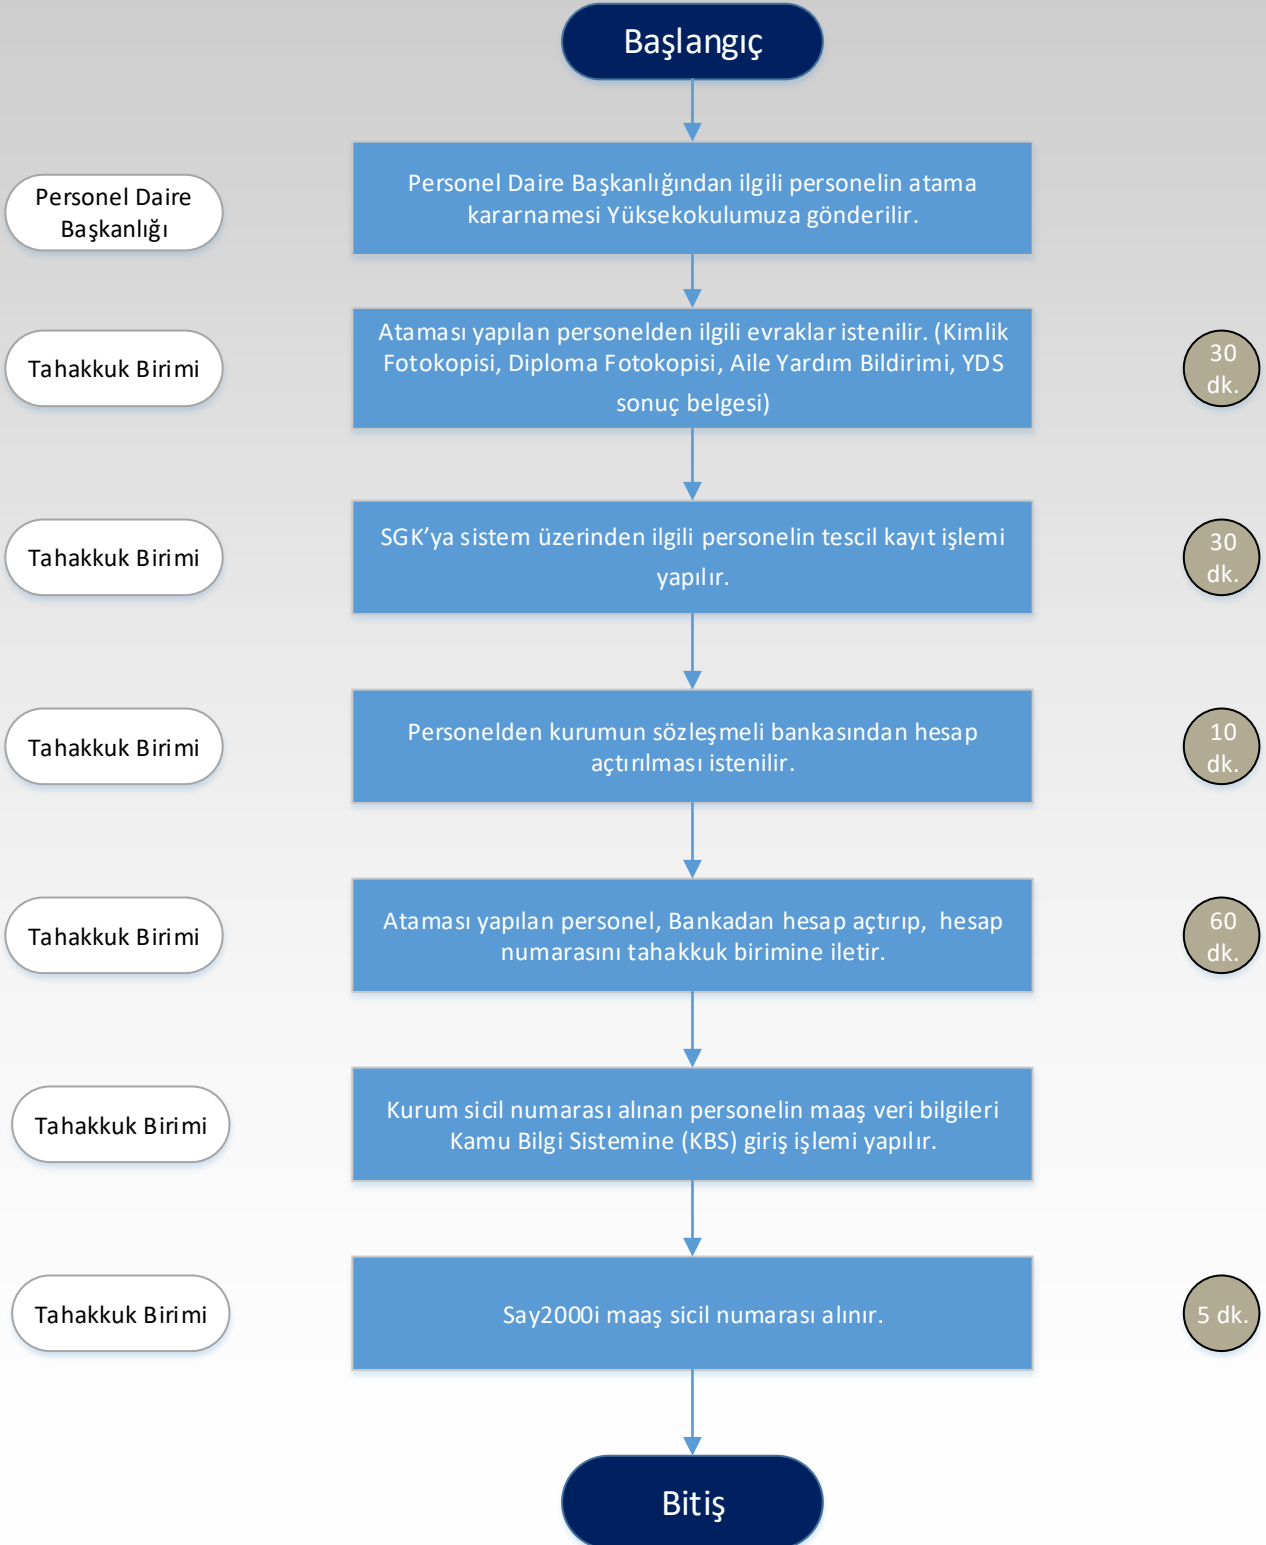 Başlangıç
Personel Daire
Başkanlığı
Personel Daire Başkanlığından ilgili personelin atama
kararnamesi Yüksekokulumuza gönderilir.
Tahakkuk Birimi
Ataması yapılan personelden ilgili evraklar istenilir. (Kimlik
Fotokopisi, Diploma Fotokopisi, Aile Yardım Bildirimi, YDS
sonuç belgesi)
30
dk.
Tahakkuk Birimi
SGK’ya sistem üzerinden ilgili personelin tescil kayıt işlemi
yapılır.
30
dk.
Tahakkuk Birimi
Personelden kurumun sözleşmeli bankasından hesap
açtırılması istenilir.
10
dk.
Tahakkuk Birimi
Ataması yapılan personel, Bankadan hesap açtırıp, hesap
numarasını tahakkuk birimine iletir.
60
dk.
Tahakkuk Birimi
Kurum sicil numarası alınan personelin maaş veri bilgileri
Kamu Bilgi Sistemine (KBS) giriş işlemi yapılır.
Tahakkuk Birimi
Say2000i maaş sicil numarası alınır.
5 dk.
Bitiş